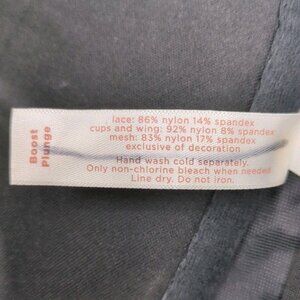 Boost
Plunge
lace: 86% nylon 14% spandex
cups and wing: 92% nylon 8% spandex
mesh: 83% nylon 17% spandex
exclusive of decoration
Hand wash cold separately.
Only non-chlorine bleach when needed
Line dry. Do not iron.